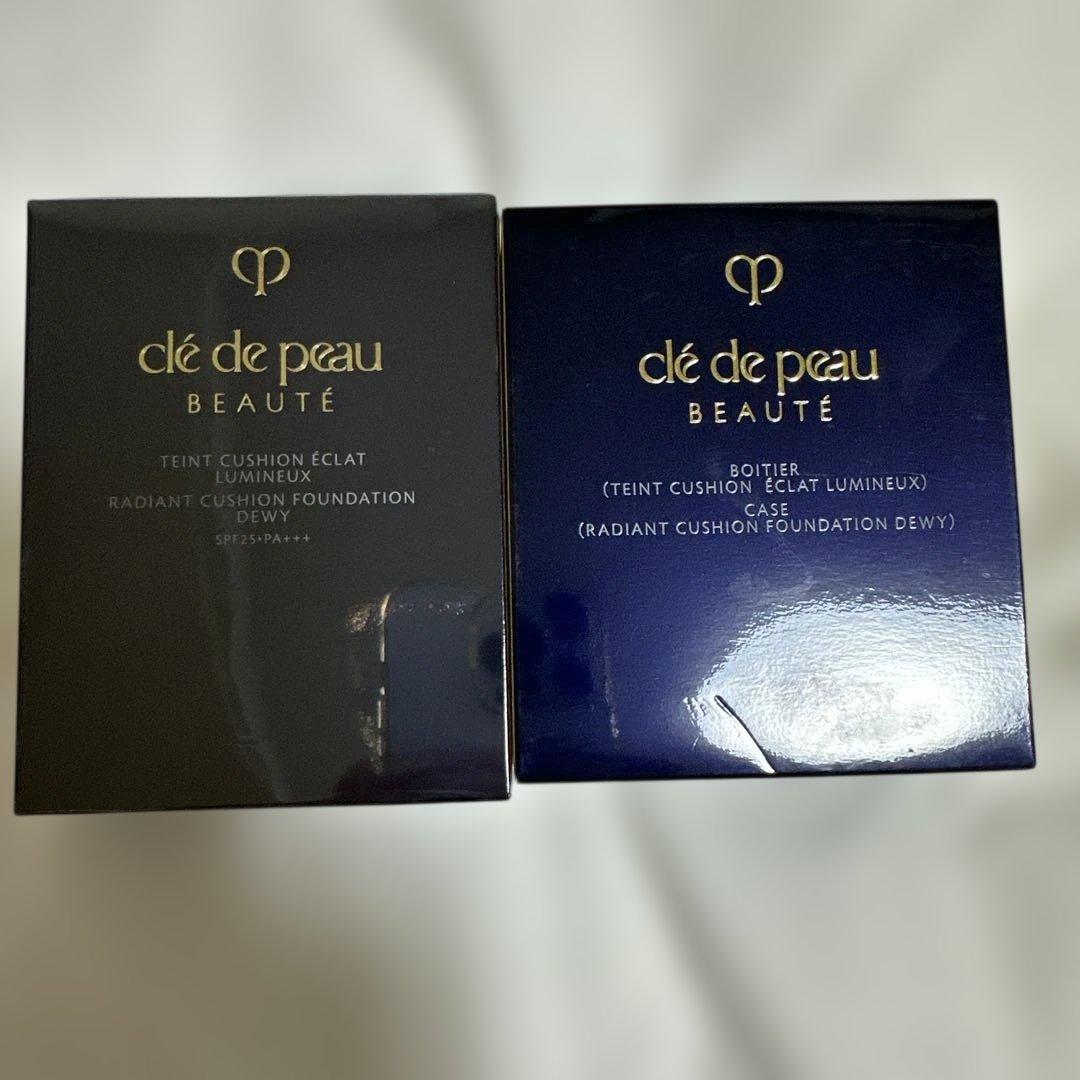 clé de peau
BEAUTÉ
TEINT CUSHION ÉCLAT
LUMINEUX
RADIANT CUSHION FOUNDATION
DEWY
SPF25・PA+++
clé de peau
BEAUTÉ
BOITIER
(TEINT CUSHION ÉCLAT LUMINEUX)
CASE
(RADIANT CUSHION FOUNDATION DEWY)